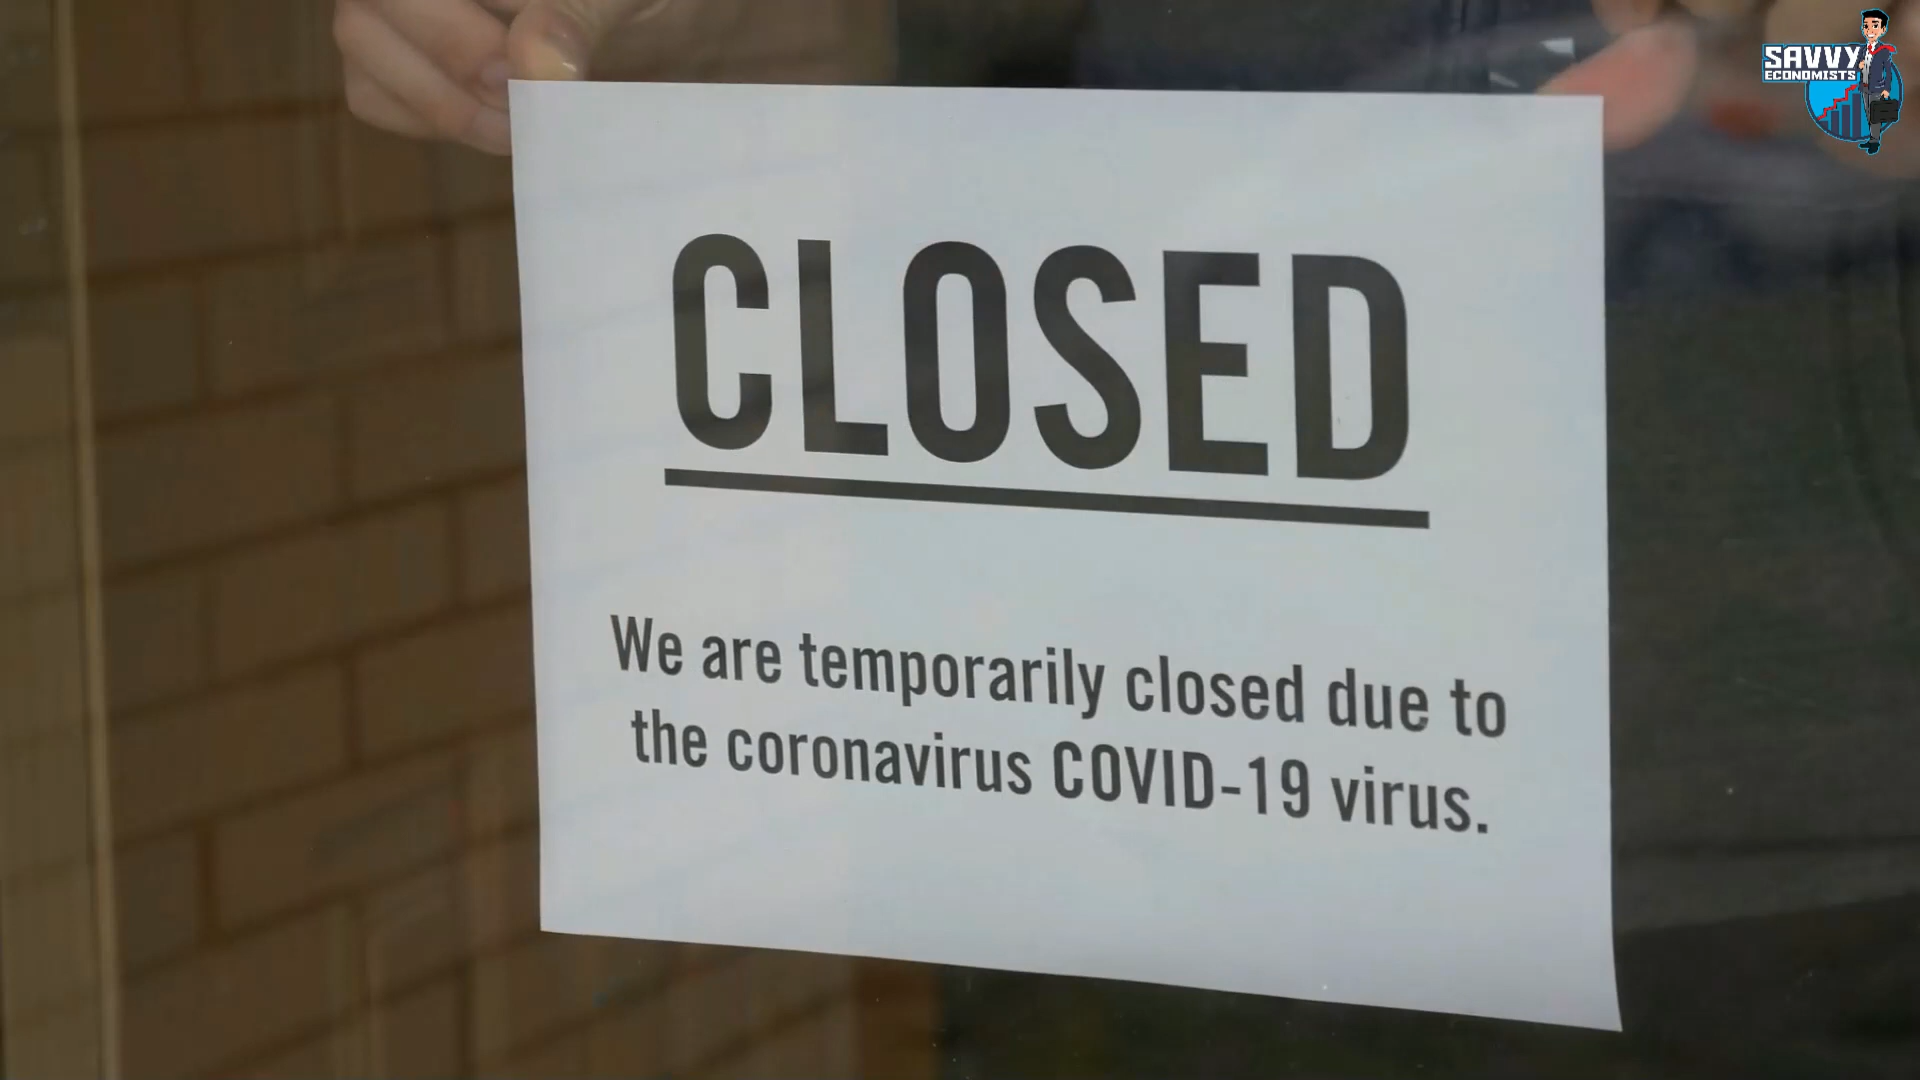 SAVVY
ECONOMISTS
CLOSED
We are temporarily closed due to
the coronavirus COVID-19 virus.